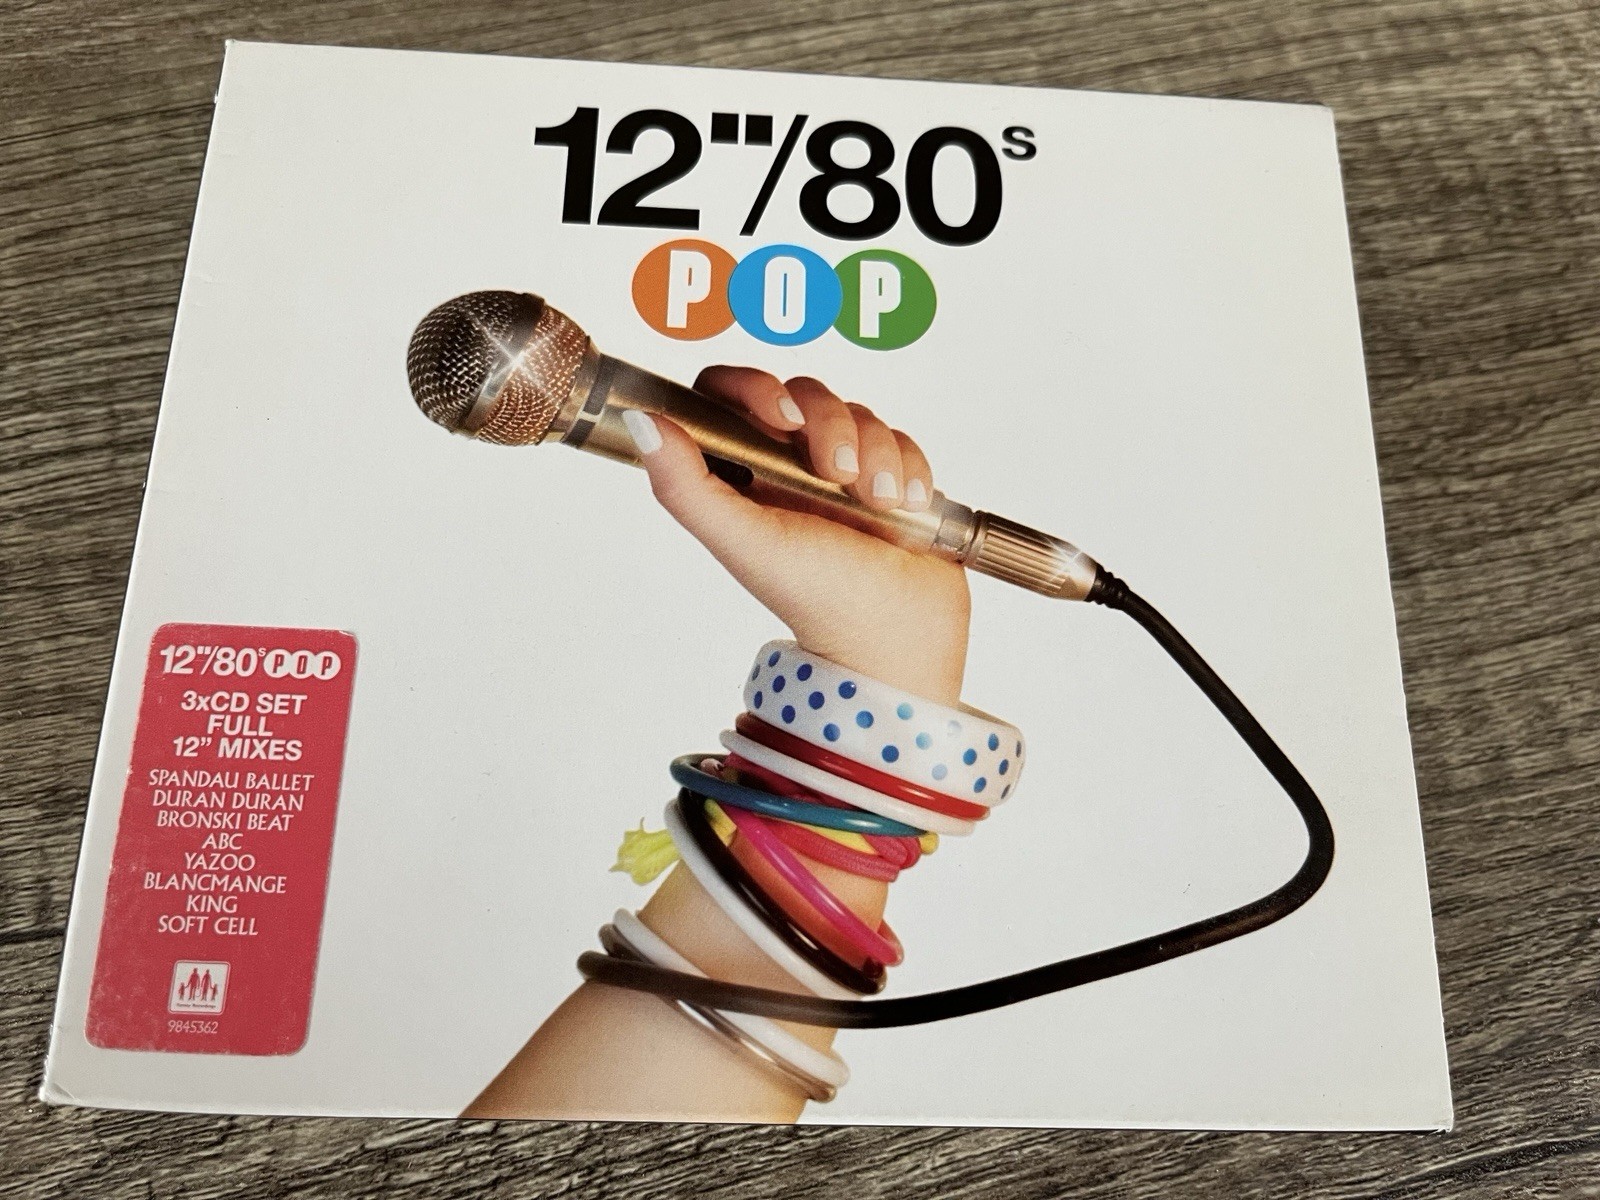 12"/80s
POP
12"/80s POP
3xCD SET
FULL
12” MIXES
SPANDAU BALLET
DURAN DURAN
BRONSKI BEAT
ABC
YAZOO
BLANCMANGE
KING
SOFT CELL
9845362